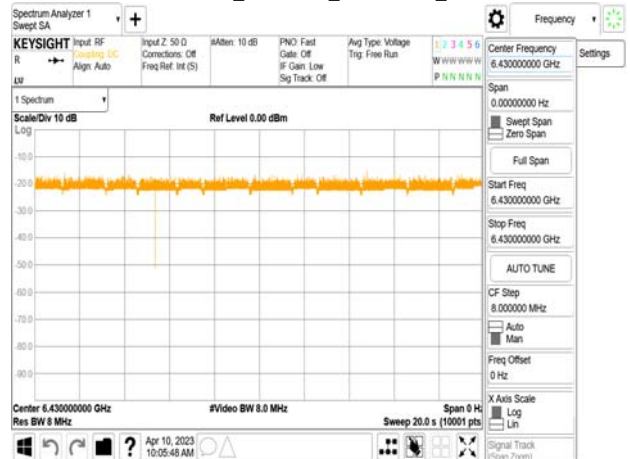 Spectrum Analyzer 1
Swept SA
+
Frequency
KEYSIGHT
R
Input: RF
Coupling: DC
Align: Auto
Input Z: 50 Ω
Corrections: Off
Freq Ref: Int (S)
#Atten: 10 dB
PNO: Fast
Gate: Off
IF Gain: Low
Sig Track: Off
Avg Type: Voltage
Trig: Free Run
1 2 3 4 5 6
W W W W W W
P N N N N N
Settings
Center Frequency
6.430000000 GHz
Span
0.00000000 Hz
Swept Span
Zero Span
Full Span
Start Freq
6.430000000 GHz
Stop Freq
6.430000000 GHz
AUTO TUNE
CF Step
8.000000 MHz
Auto
Man
Freq Offset
0 Hz
X Axis Scale
Log
Lin
Signal Track
(Span Zoom)
1 Spectrum
Scale/Div 10 dB
Ref Level 0.00 dBm
Log
-10.0
-20.0
-30.0
-40.0
-50.0
-60.0
-70.0
-80.0
-90.0
Center 6.430000000 GHz
#Video BW 8.0 MHz
Span 0 Hz
Res BW 8 MHz
Sweep 20.0 s (10001 pts
?
Apr 10, 2023
10:05:48 AM